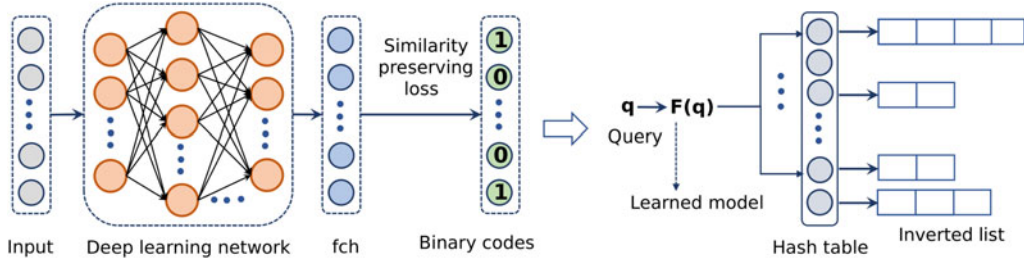 Similarity
preserving
loss
1
0
0
1
q
F(q)
Query
Learned model
Input
Deep learning network
fch
Binary codes
Hash table
Inverted list